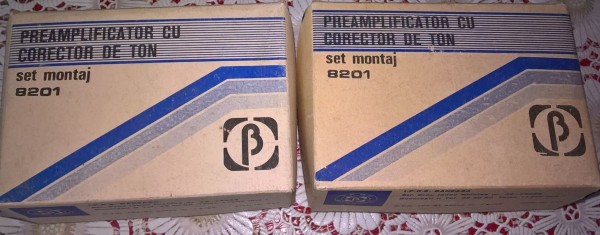 PREAMPLIFICATOR CU
CORECTOR DE TON
set montaj
8201
β
PREAMPLIFICATOR CU
CORECTOR DE TON
set montaj
8201
β